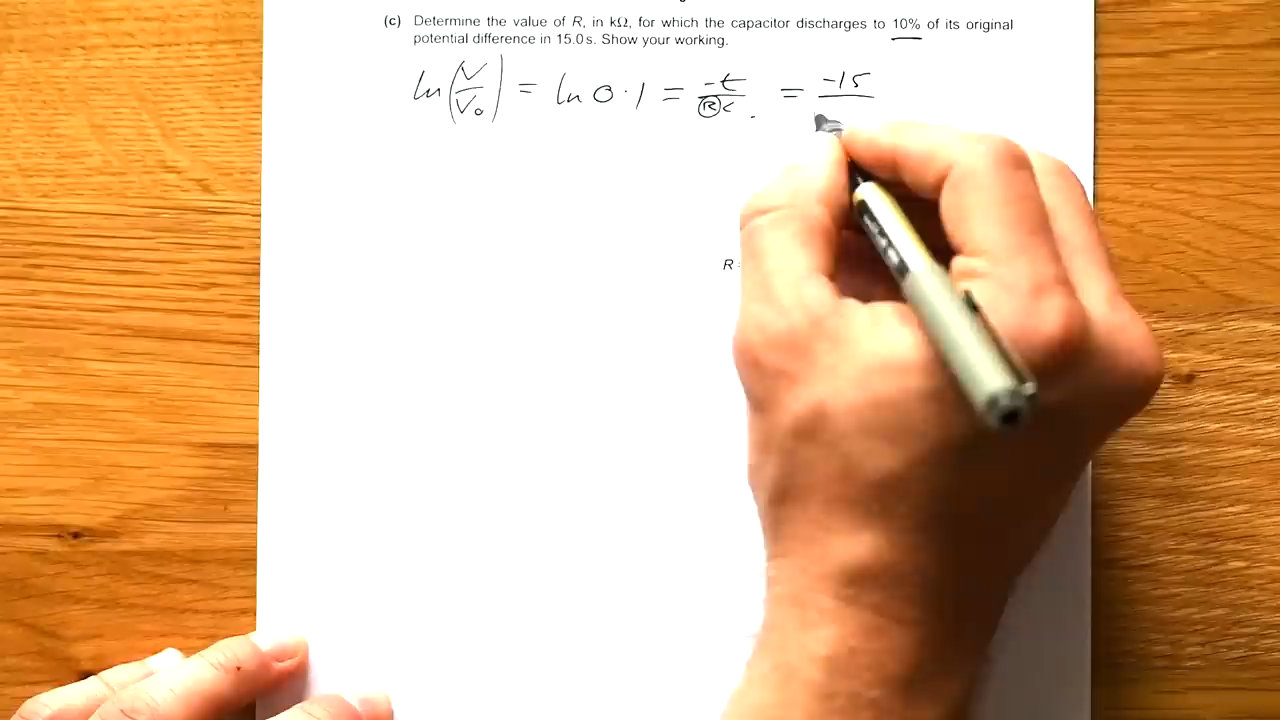 (c) Determine the value of R, in kΩ, for which the capacitor discharges to 10% of its original
potential difference in 15.0 s. Show your working.
ln(V/V₀) = ln 0.1 = -t/RC. = -15
R